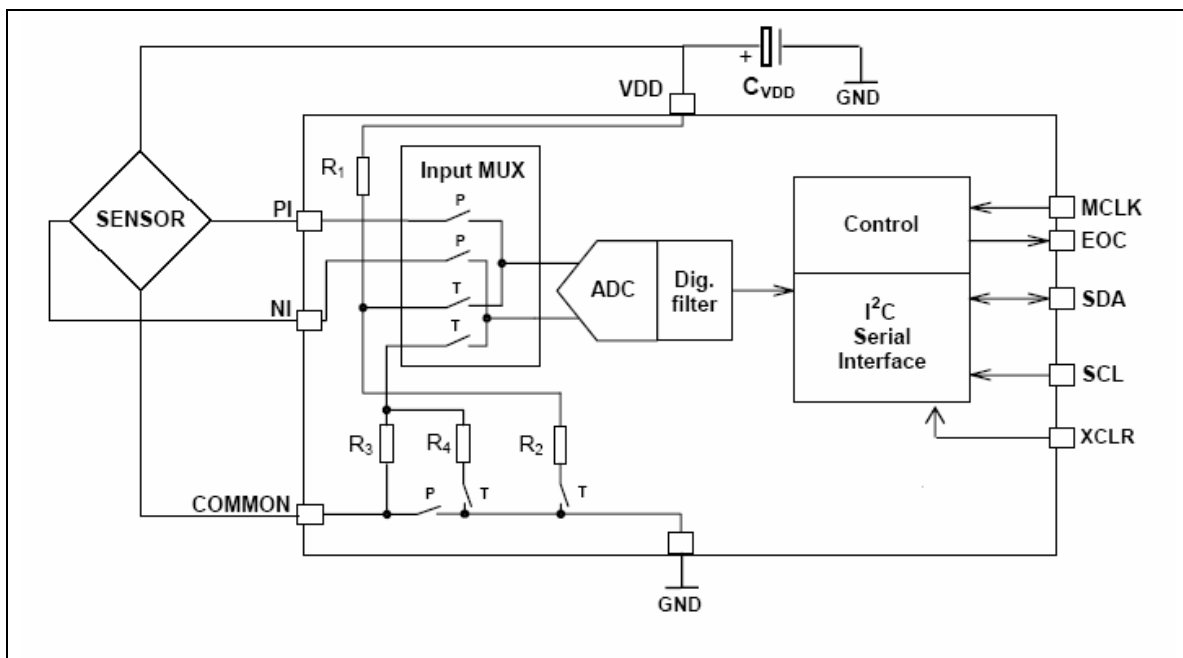 VDD
+
C_VDD
GND
R₁
Input MUX
SENSOR
PI
P
P
NI
T
T
ADC
Dig.
filter
Control
I²C
Serial
Interface
MCLK
EOC
SDA
SCL
XCLR
R₃
R₄
R₂
COMMON
P
T
T
GND